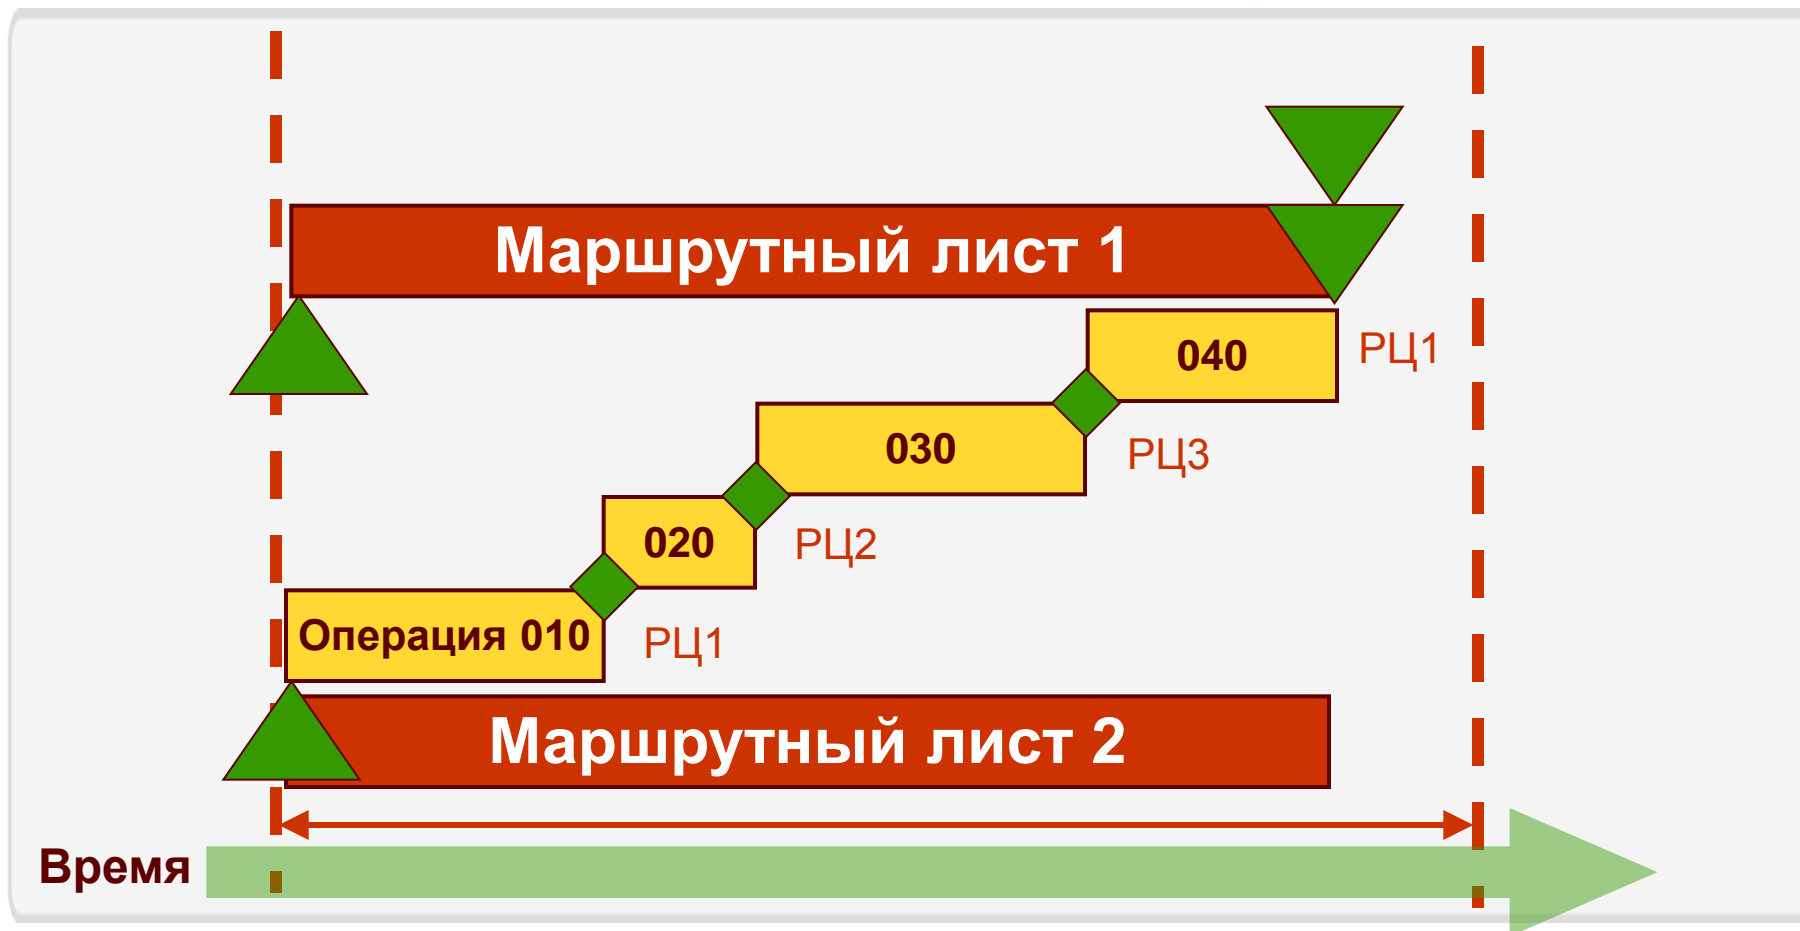 Маршрутный лист 1
040
РЦ1
030
РЦ3
020
РЦ2
Операция 010
РЦ1
Маршрутный лист 2
Время